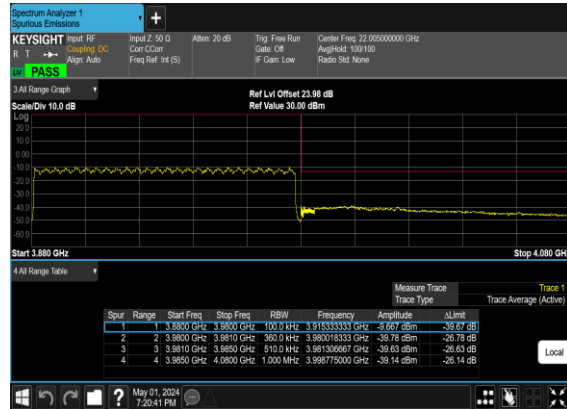 Spectrum Analyzer 1
Spurious Emissions
+
KEYSIGHT Input: RF Input Z: 50 Ω Atten: 20 dB Trig: Free Run Center Freq: 22.005000000 GHz
R T Coupling: DC Corr CCorr Gate: Off Avg|Hold: 100/100
Align: Auto Freq Ref: Int (S) IF Gain: Low Radio Std: None
PASS
3 All Range Graph
Ref Lvl Offset 23.98 dB
Scale/Div 10.0 dB Ref Value 30.00 dBm
Log
20.0
10.0
0.00
-10.0
-20.0
-30.0
-40.0
-50.0
-60.0
Start 3.880 GHz Stop 4.080 GHz
4 All Range Table
Measure Trace Trace 1
Trace Type Trace Average (Active)
Spur Range Start Freq Stop Freq RBW Frequency Amplitude ΔLimit
1 1 3.8800 GHz 3.9800 GHz 100.0 kHz 3.915333333 GHz -9.667 dBm -39.67 dB
2 2 3.9800 GHz 3.9810 GHz 360.0 kHz 3.980018333 GHz -39.78 dBm -26.78 dB
3 3 3.9810 GHz 3.9850 GHz 510.0 kHz 3.981306667 GHz -39.63 dBm -26.63 dB
4 4 3.9850 GHz 4.0800 GHz 1.000 MHz 3.998775000 GHz -39.14 dBm -26.14 dB
Local
? May 01, 2024
7:20:41 PM